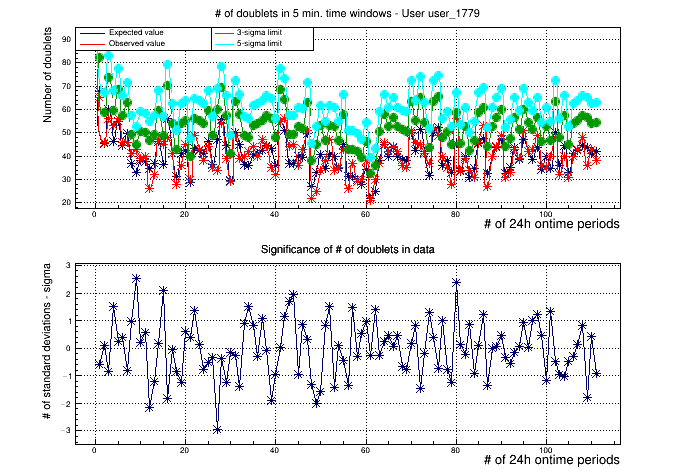 # of doublets in 5 min. time windows - User user_1779
Number of doublets
Expected value
Observed value
3-sigma limit
5-sigma limit
90
80
70
60
50
40
30
20
0 20 40 60 80 100
# of 24h ontime periods
Significance of # of doublets in data
# of standard deviations - sigma
3
2
1
0
−1
−2
−3
0 20 40 60 80 100
# of 24h ontime periods